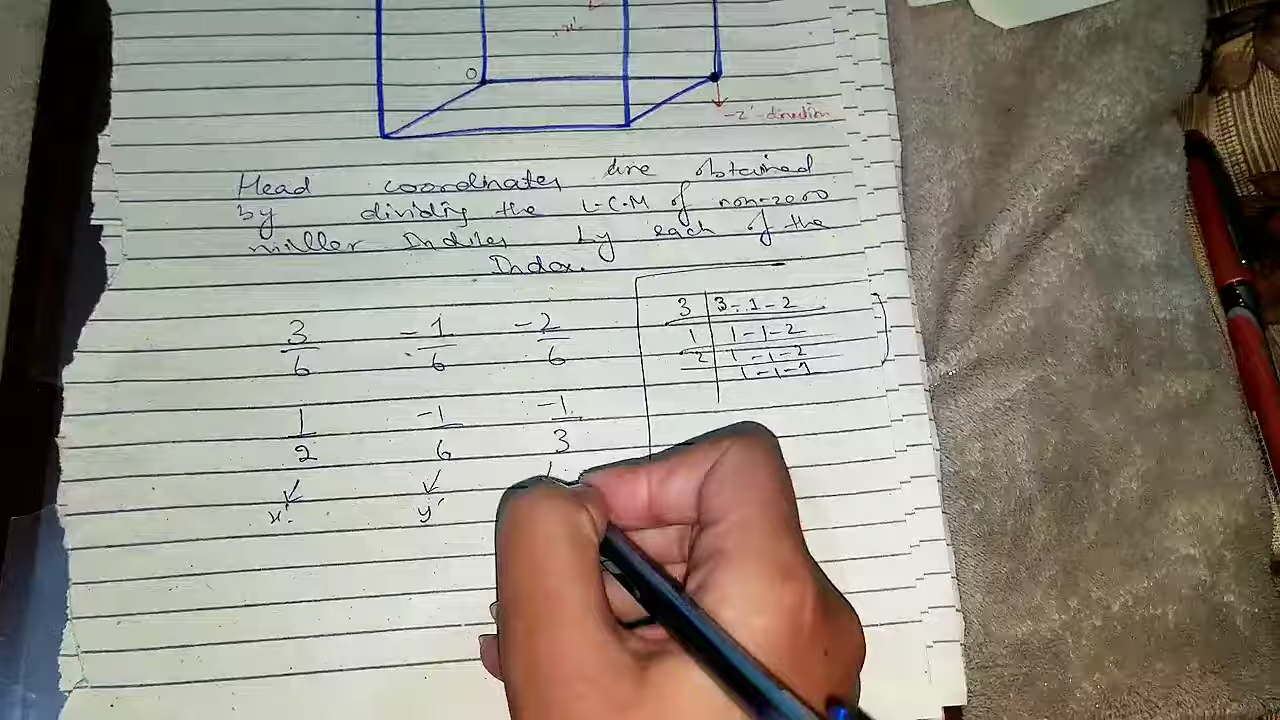 x'
O
-z'-direction
Head coordinates are obtained
by dividig the L-C-M of non-zero
miller Indices by each of the
Index.
3/6 -1/6 -2/6
1/2 -1/6 -1/3
x' y'
3 | 3-1-2
1 | 1-1-2
2 | 1-1-2
1-1-1